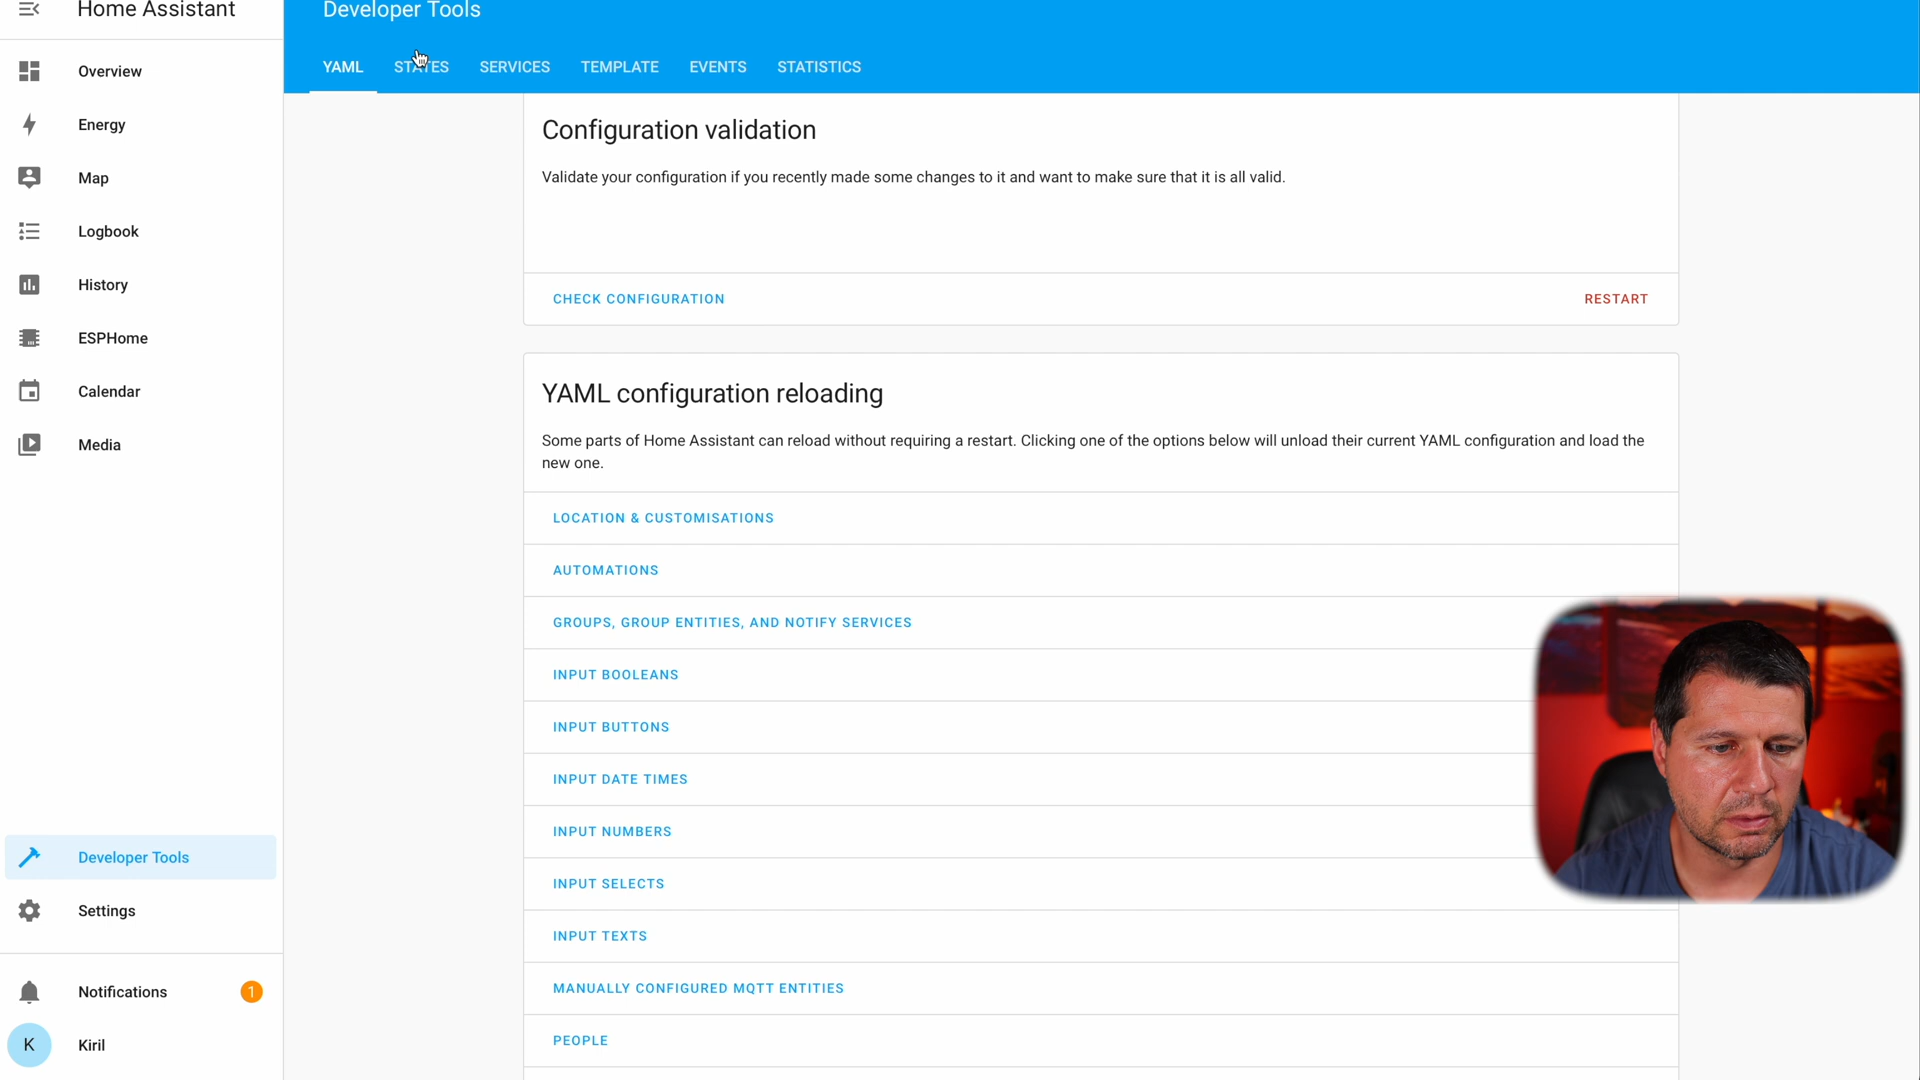 Home Assistant
Developer Tools
YAML STATES SERVICES TEMPLATE EVENTS STATISTICS
Overview
Energy
Map
Logbook
History
ESPHome
Calendar
Media
Developer Tools
Settings
Notifications 1
K Kiril
Configuration validation
Validate your configuration if you recently made some changes to it and want to make sure that it is all valid.
CHECK CONFIGURATION RESTART
YAML configuration reloading
Some parts of Home Assistant can reload without requiring a restart. Clicking one of the options below will unload their current YAML configuration and load the
new one.
LOCATION & CUSTOMISATIONS
AUTOMATIONS
GROUPS, GROUP ENTITIES, AND NOTIFY SERVICES
INPUT BOOLEANS
INPUT BUTTONS
INPUT DATE TIMES
INPUT NUMBERS
INPUT SELECTS
INPUT TEXTS
MANUALLY CONFIGURED MQTT ENTITIES
PEOPLE